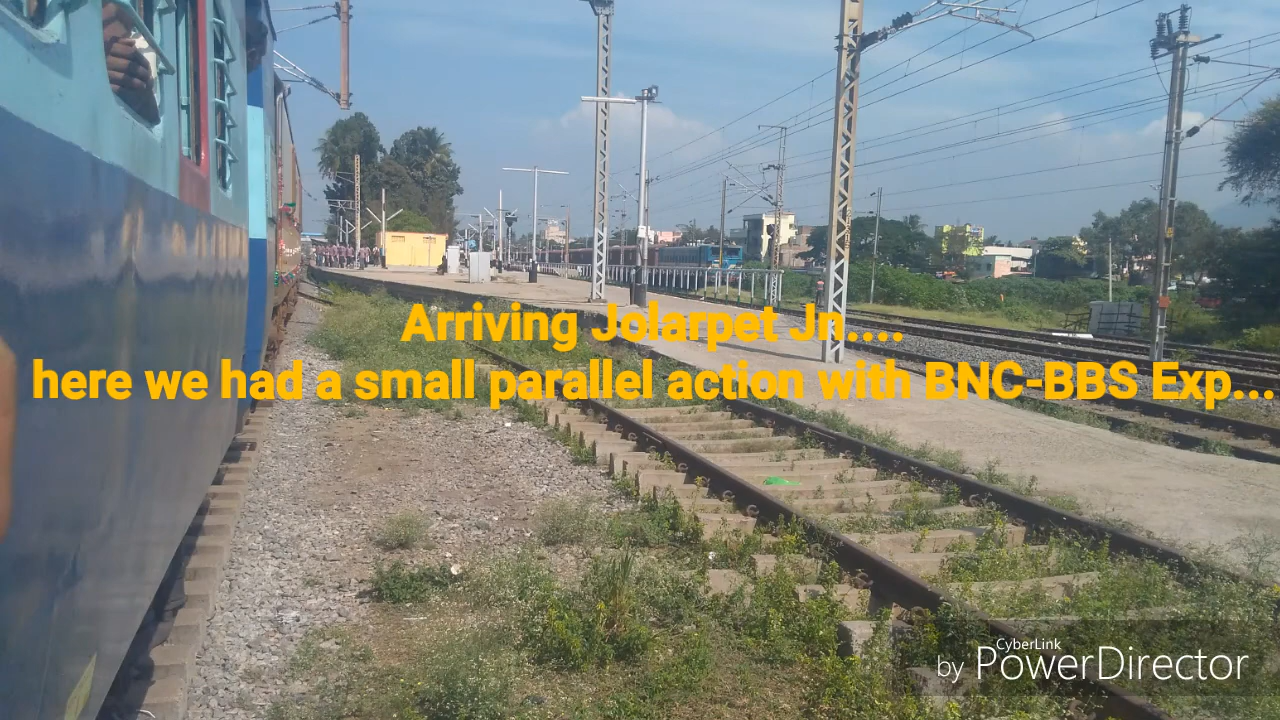 Arriving Jolarpet Jn....
here we had a small parallel action with BNC-BBS Exp...
CyberLink
by PowerDirector